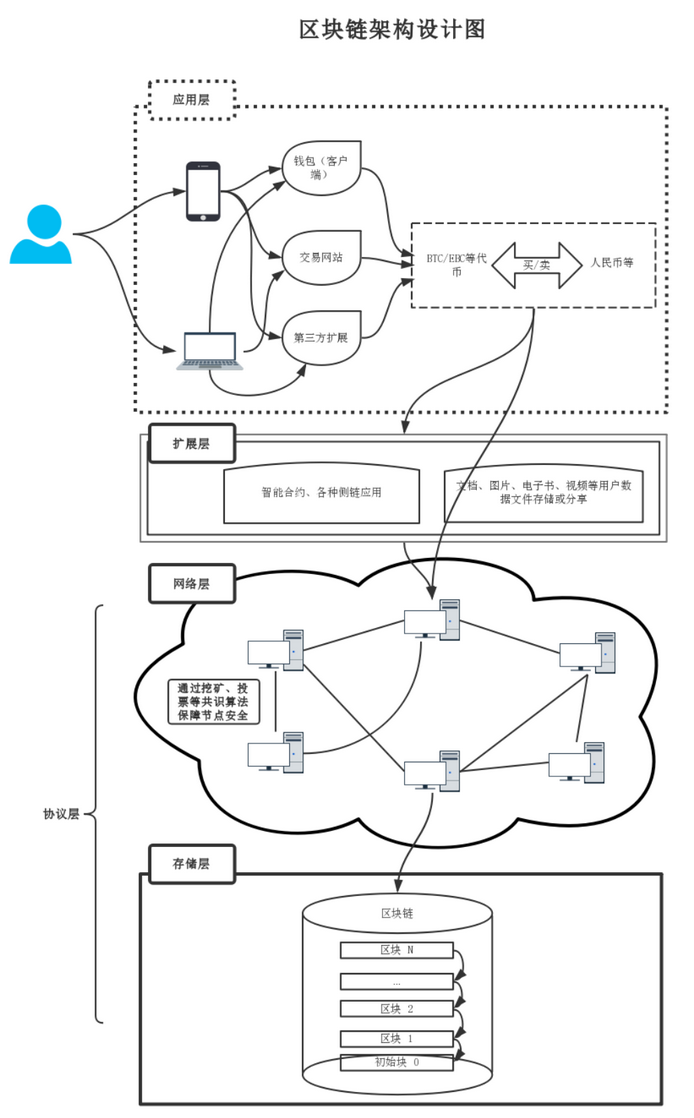 区块链架构设计图
应用层
钱包（客户
端）
交易网站
第三方扩展
BTC/EBC等代
币
买/卖
人民币等
扩展层
智能合约、各种侧链应用
文档、图片、电子书、视频等用户数
据文件存储或分享
网络层
通过挖矿、投
票等共识算法
保障节点安全
协议层
存储层
区块链
区块 N
…
区块 2
区块 1
初始块 0